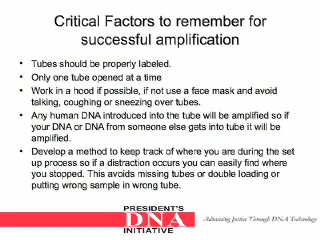 Critical Factors to remember for
successful amplification
• Tubes should be properly labeled.
• Only one tube opened at a time
• Work in a hood if possible, if not use a face mask and avoid
talking, coughing or sneezing over tubes.
• Any human DNA introduced into the tube will be amplified so if
your DNA or DNA from someone else gets into tube it will be
amplified.
• Develop a method to keep track of where you are during the set
up process so if a distraction occurs you can easily find where
you stopped. This avoids missing tubes or double loading or
putting wrong sample in wrong tube.
PRESIDENT'S
DNA
INITIATIVE
Advancing Justice Through DNA Technology